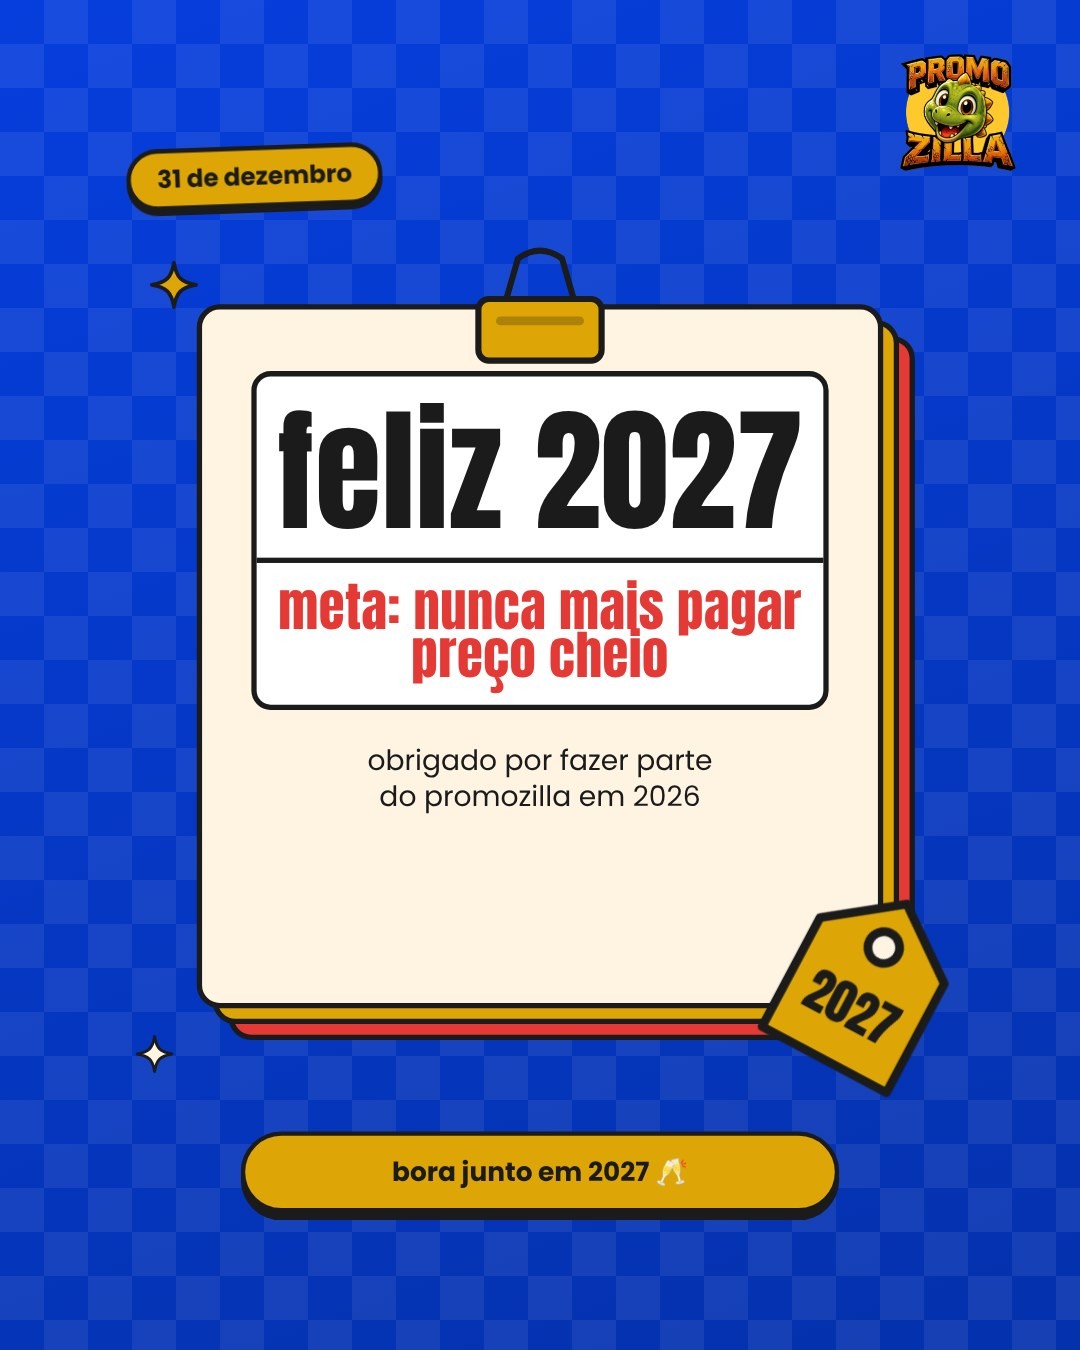 PROMO
ZILLA
31 de dezembro
feliz 2027
meta: nunca mais pagar
preço cheio
obrigado por fazer parte
do promozilla em 2026
2027
bora junto em 2027 🥂